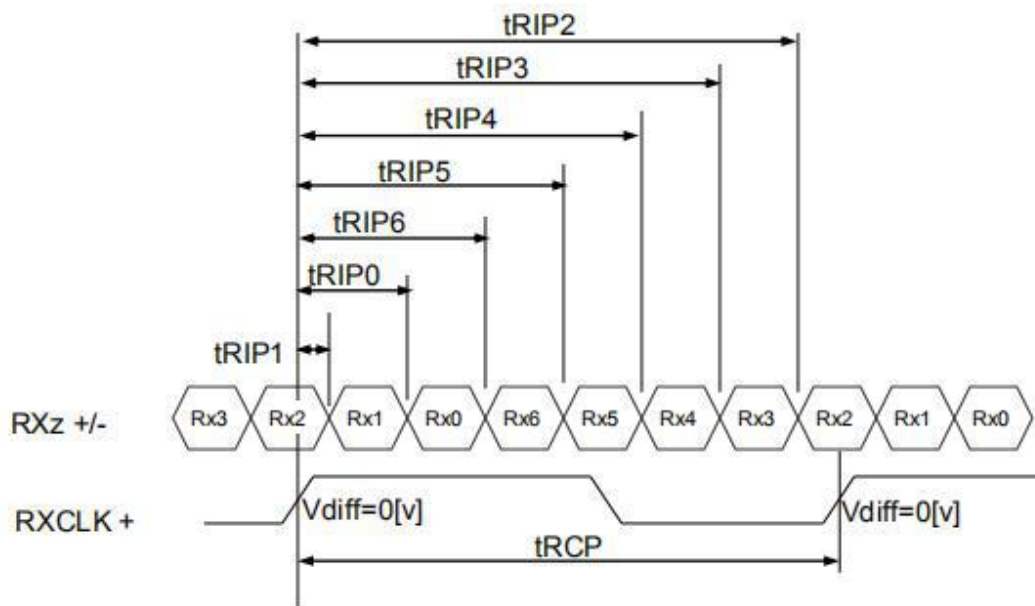 tRIP2
tRIP3
tRIP4
tRIP5
tRIP6
tRIP0
tRIP1
RXz +/- Rx3 Rx2 Rx1 Rx0 Rx6 Rx5 Rx4 Rx3 Rx2 Rx1 Rx0
RXCLK + Vdiff=0[v] Vdiff=0[v]
tRCP